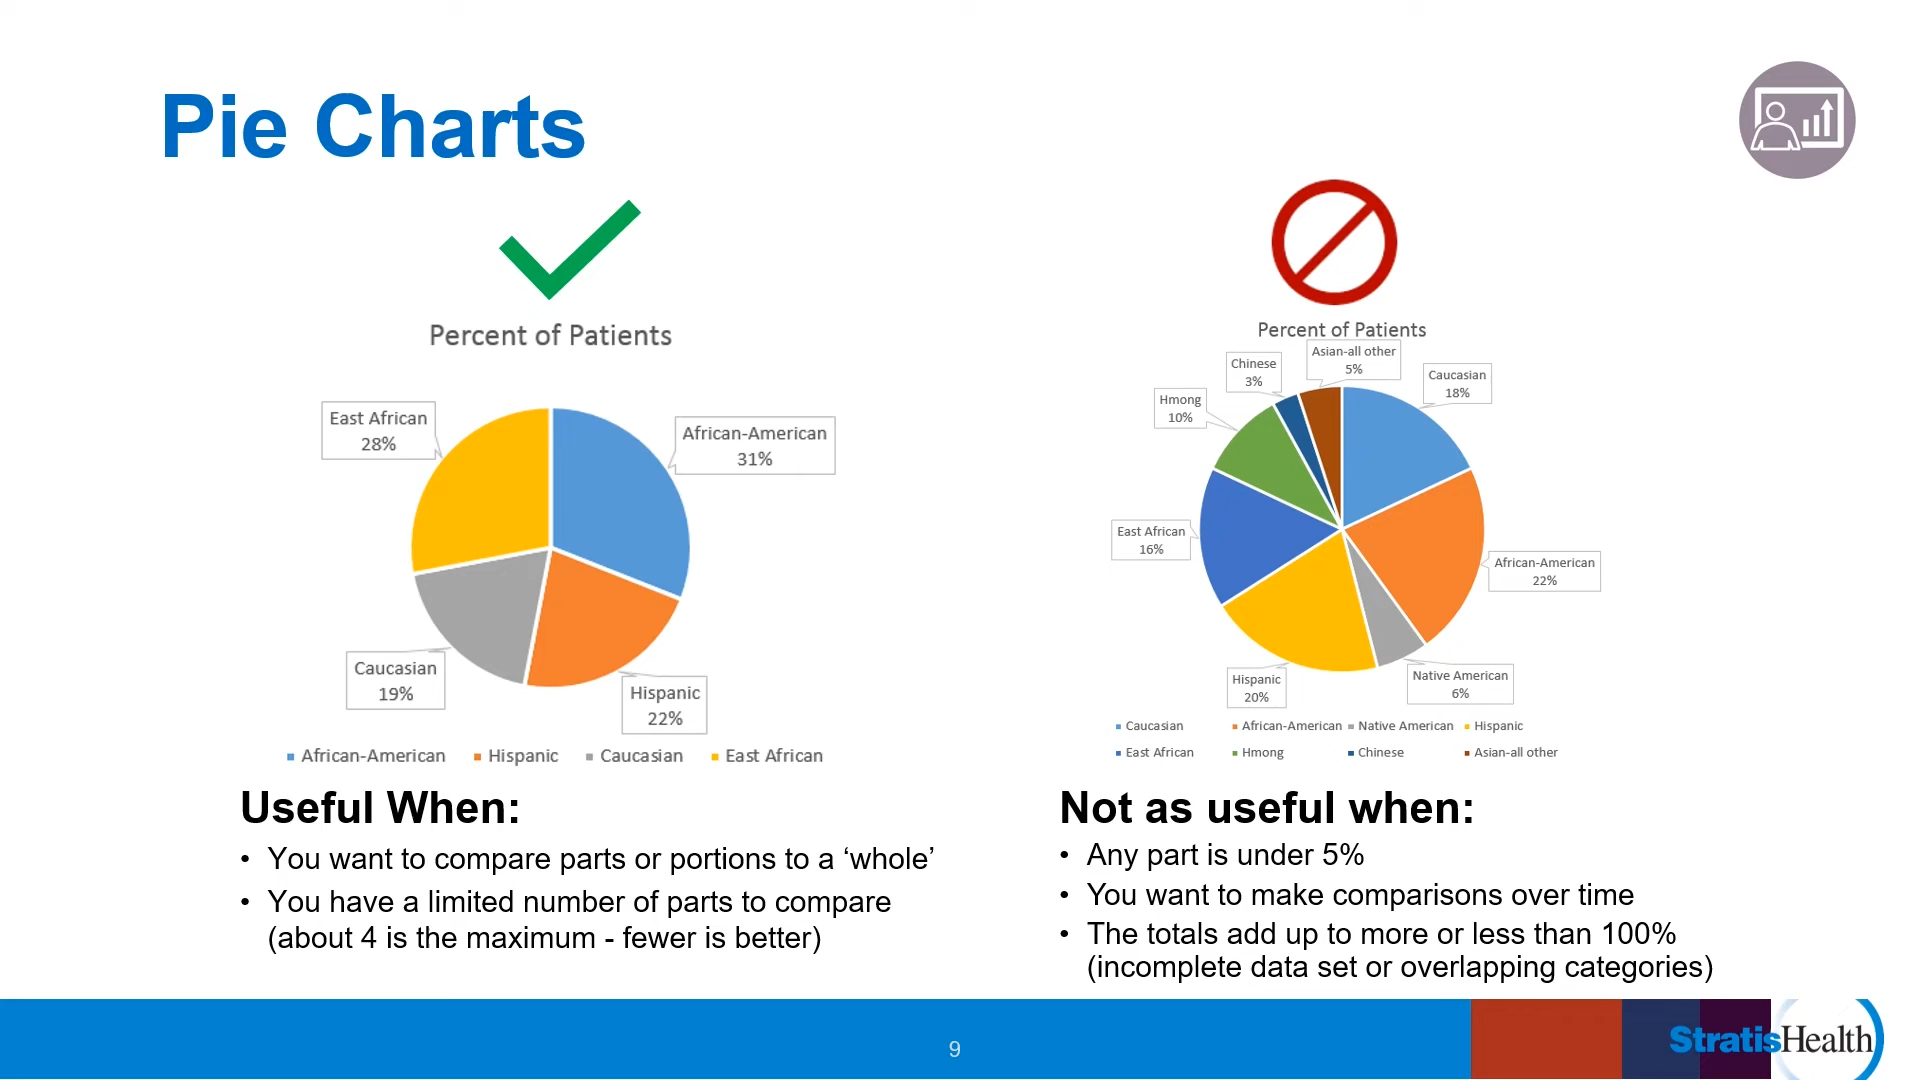 Pie Charts
Percent of Patients
East African
28%
African-American
31%
Caucasian
19%
Hispanic
22%
African-American Hispanic Caucasian East African
Useful When:
• You want to compare parts or portions to a ‘whole’
• You have a limited number of parts to compare
(about 4 is the maximum - fewer is better)
Percent of Patients
Asian-all other
5%
Chinese
3%
Caucasian
18%
Hmong
10%
East African
16%
African-American
22%
Hispanic
20%
Native American
6%
Caucasian African-American Native American Hispanic
East African Hmong Chinese Asian-all other
Not as useful when:
• Any part is under 5%
• You want to make comparisons over time
• The totals add up to more or less than 100%
(incomplete data set or overlapping categories)
9
StratisHealth